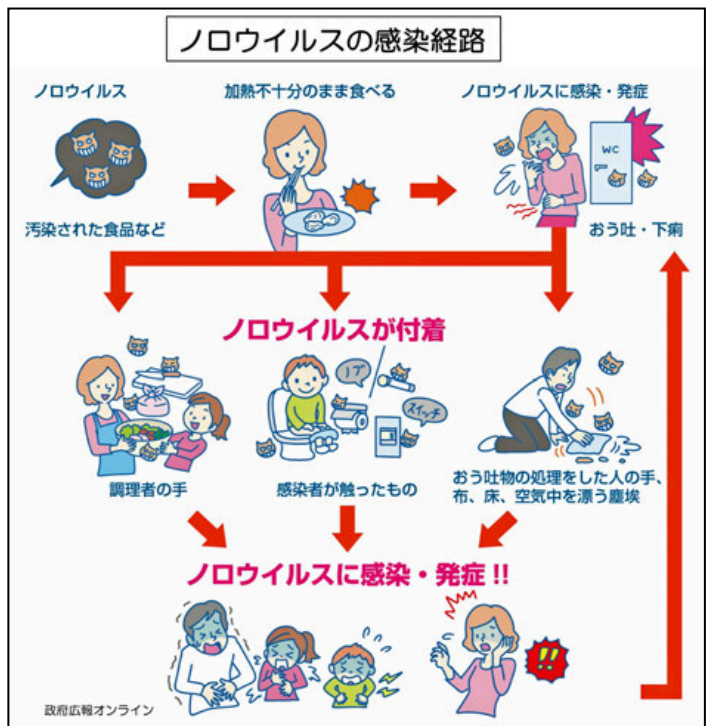 ノロウイルスの感染経路
ノロウイルス
加熱不十分のまま食べる
ノロウイルスに感染・発症
WC
汚染された食品など
おう吐・下痢
ノロウイルスが付着
ノブ
スイッチ
調理者の手
感染者が触ったもの
おう吐物の処理をした人の手、
布、床、空気中を漂う塵埃
ノロウイルスに感染・発症!!
!!
政府広報オンライン